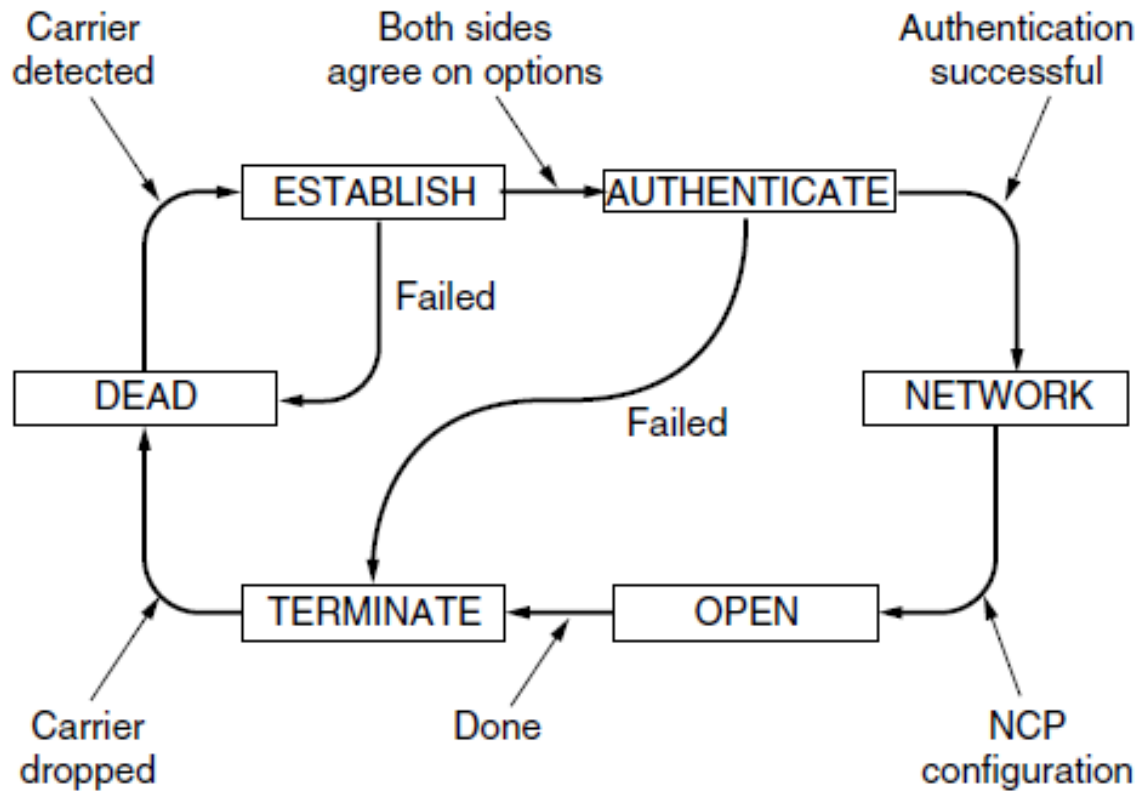 Carrier
detected
Both sides
agree on options
Authentication
successful
ESTABLISH
AUTHENTICATE
Failed
DEAD
NETWORK
Failed
TERMINATE
OPEN
Carrier
dropped
Done
NCP
configuration